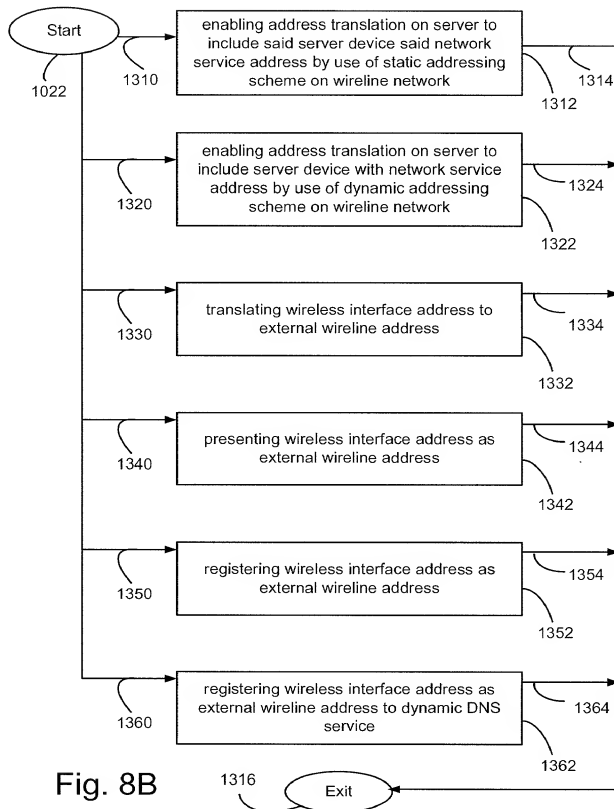 Start
1022
1310
enabling address translation on server to
include said server device said network
service address by use of static addressing
scheme on wireline network
1312
1314
1320
enabling address translation on server to
include server device with network service
address by use of dynamic addressing
scheme on wireline network
1322
1324
1330
translating wireless interface address to
external wireline address
1332
1334
1340
presenting wireless interface address as
external wireline address
1342
1344
1350
registering wireless interface address as
external wireline address
1352
1354
1360
registering wireless interface address as
external wireline address to dynamic DNS
service
1362
1364
Fig. 8B
1316
Exit